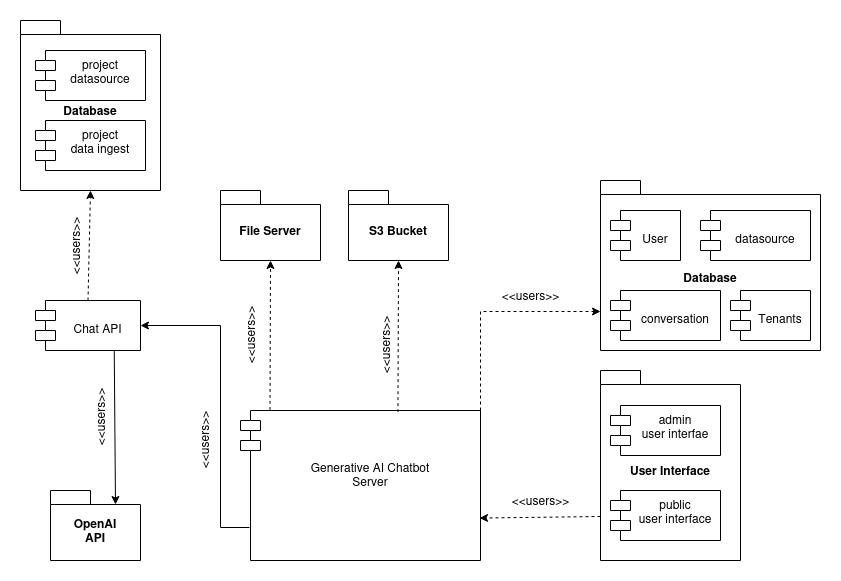 project
datasource
Database
project
data ingest
<<users>>
Chat API
<<users>>
OpenAI
API
File Server
S3 Bucket
<<users>>
<<users>>
<<users>>
Generative AI Chatbot
Server
<<users>>
User
datasource
Database
conversation
Tenants
<<users>>
admin
user interfae
User Interface
public
user interface